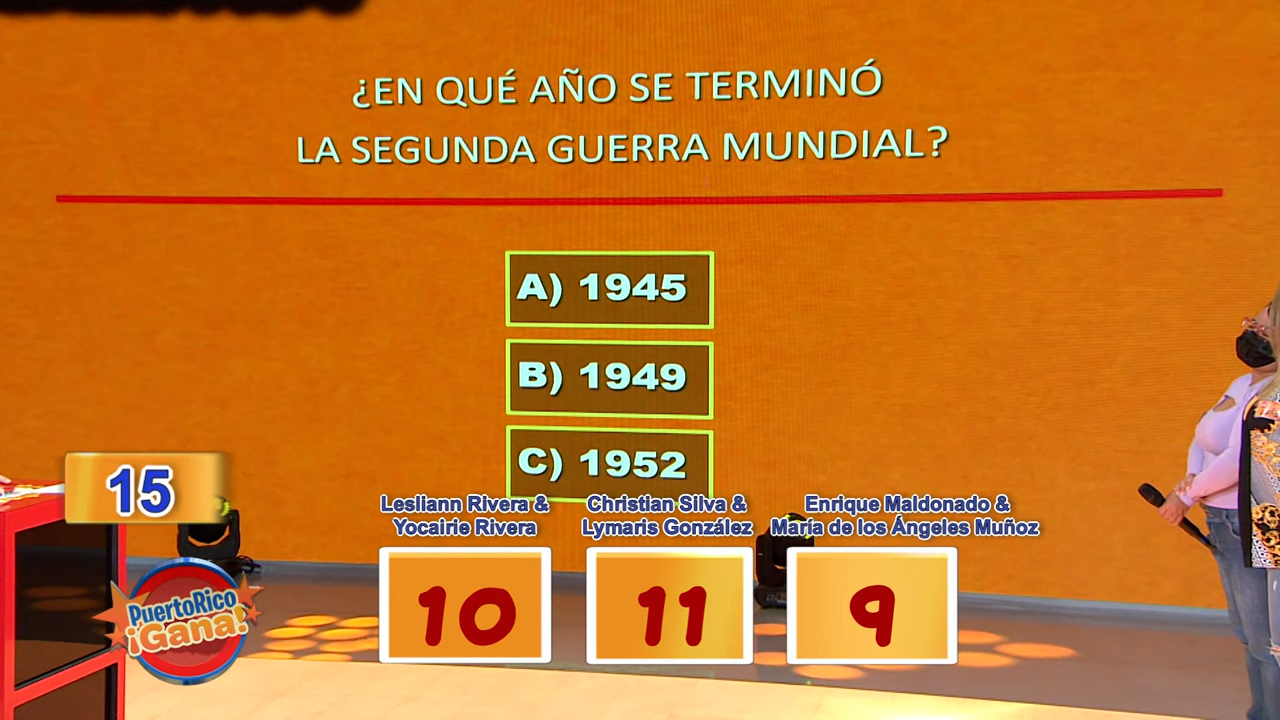 ¿EN QUÉ AÑO SE TERMINÓ
LA SEGUNDA GUERRA MUNDIAL?
A) 1945
B) 1949
C) 1952
15
Lesliann Rivera &
Yocairie Rivera
10
Christian Silva &
Lymaris González
11
Enrique Maldonado &
María de los Ángeles Muñoz
9
PuertoRico
¡Gana!